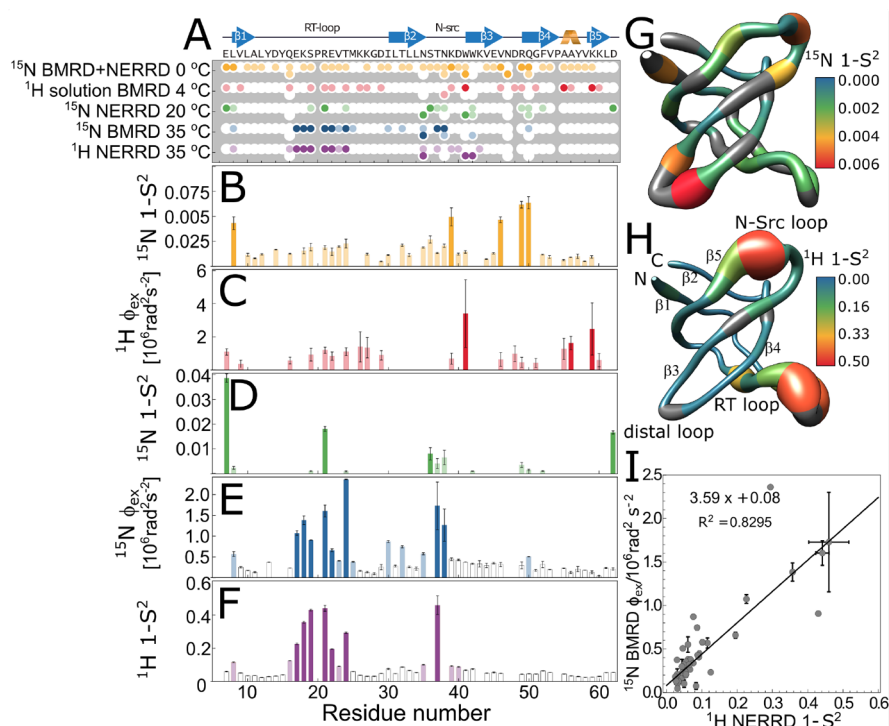 A
β1 RT-loop β2 N-src β3 β4 β5
ELVLALYDYQEKSPREVTMKKGDILTLLNSTNKDWWKVEVNDRQGFVPAAYVKKLD
15N BMRD+NERRD 0 ºC
1H solution BMRD 4 ºC
15N NERRD 20 ºC
15N BMRD 35 ºC
1H NERRD 35 ºC
B
15N 1-S2
0.075
0.005
0.025
C
1H ϕex
[106rad2s-2]
6
4
2
D
15N 1-S2
0.04
0.03
0.02
0.01
E
15N ϕex
[106rad2s-2]
2.0
1.5
1.0
0.5
F
1H 1-S2
0.6
0.4
0.2
0
10 20 30 40 50 60
Residue number
G
15N 1-S2
0.000
0.002
0.004
0.006
N-Src loop
H
1H 1-S2
0.00
0.16
0.33
0.50
β5
C
β2
N
β1
β4
β3
RT loop
distal loop
I
3.59 x +0.08
R2 =0.8295
15N BMRD ϕex/106rad2 s-2
2.5
2.0
1.5
1.0
0.5
0.0
0.0 0.1 0.2 0.3 0.4 0.5 0.6
1H NERRD 1-S2